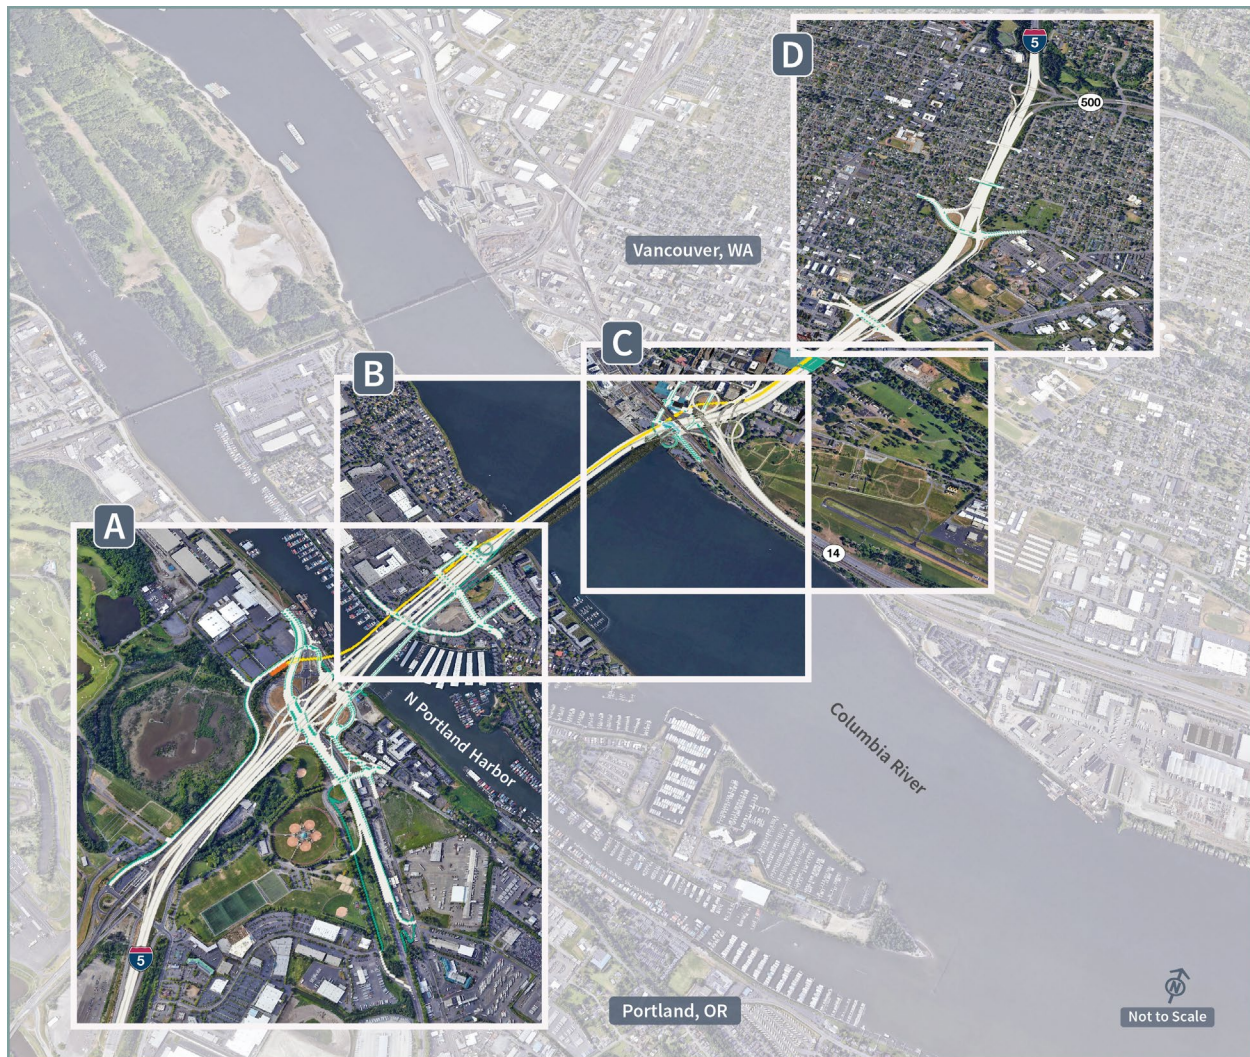 D
5
500
Vancouver, WA
C
B
A
14
N Portland Harbor
Columbia River
5
Portland, OR
N
Not to Scale